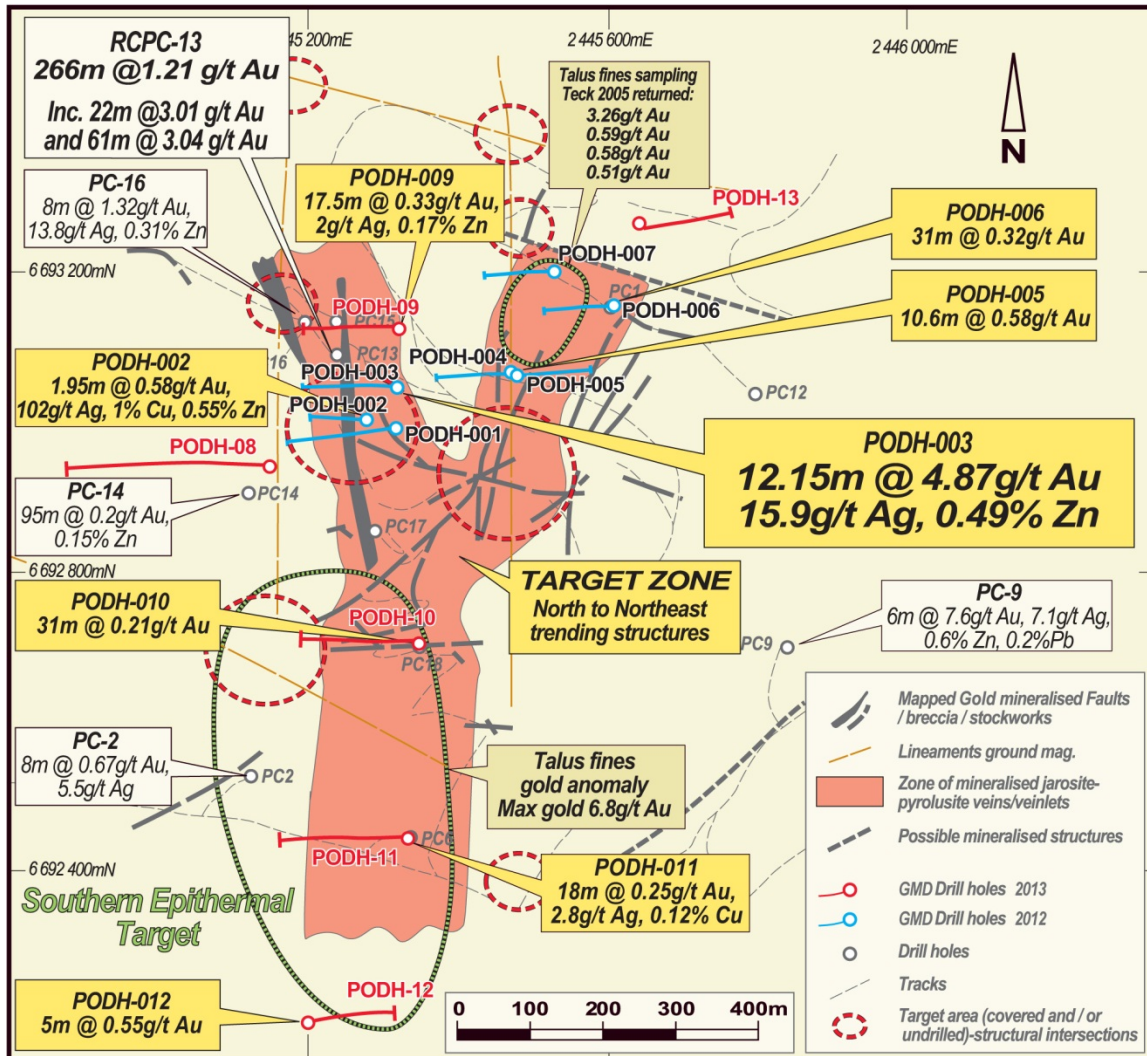 45 200mE
2 445 600mE
2 446 000mE
RCPC-13
266m @1.21 g/t Au
Inc. 22m @3.01 g/t Au
and 61m @ 3.04 g/t Au
Talus fines sampling
Teck 2005 returned:
3.26g/t Au
0.59g/t Au
0.58g/t Au
0.51g/t Au
N
PC-16
8m @ 1.32g/t Au,
13.8g/t Ag, 0.31% Zn
PODH-009
17.5m @ 0.33g/t Au,
2g/t Ag, 0.17% Zn
PODH-13
PODH-006
31m @ 0.32g/t Au
6 693 200mN
PODH-007
PC1
PODH-006
PODH-09
PC15
PODH-005
10.6m @ 0.58g/t Au
PC13
16
PODH-004
PODH-003
PODH-005
PC12
PODH-002
1.95m @ 0.58g/t Au,
102g/t Ag, 1% Cu, 0.55% Zn
PODH-002
PODH-001
PODH-08
PODH-003
12.15m @ 4.87g/t Au
15.9g/t Ag, 0.49% Zn
PC-14
95m @ 0.2g/t Au,
0.15% Zn
PC14
PC17
6 692 800mN
TARGET ZONE
North to Northeast
trending structures
PODH-010
31m @ 0.21g/t Au
PODH-10
PC18
PC-9
6m @ 7.6g/t Au, 7.1g/t Ag,
0.6% Zn, 0.2%Pb
PC9
PC-2
8m @ 0.67g/t Au,
5.5g/t Ag
PC2
Talus fines
gold anomaly
Max gold 6.8g/t Au
PC6
PODH-11
6 692 400mN
PODH-011
18m @ 0.25g/t Au,
2.8g/t Ag, 0.12% Cu
Southern Epithermal
Target
PODH-012
5m @ 0.55g/t Au
PODH-12
0 100 200 300 400m
Mapped Gold mineralised Faults
/ breccia / stockworks
Lineaments ground mag.
Zone of mineralised jarosite-
pyrolusite veins/veinlets
Possible mineralised structures
GMD Drill holes 2013
GMD Drill holes 2012
Drill holes
Tracks
Target area (covered and / or
undrilled)-structural intersections